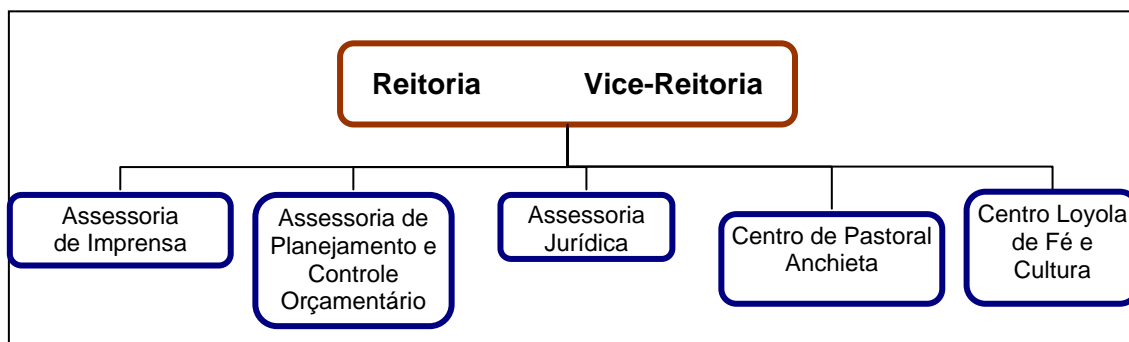 Reitoria Vice-Reitoria
Assessoria
de Imprensa
Assessoria de
Planejamento e
Controle
Orçamentário
Assessoria
Jurídica
Centro de Pastoral
Anchieta
Centro Loyola
de Fé e
Cultura